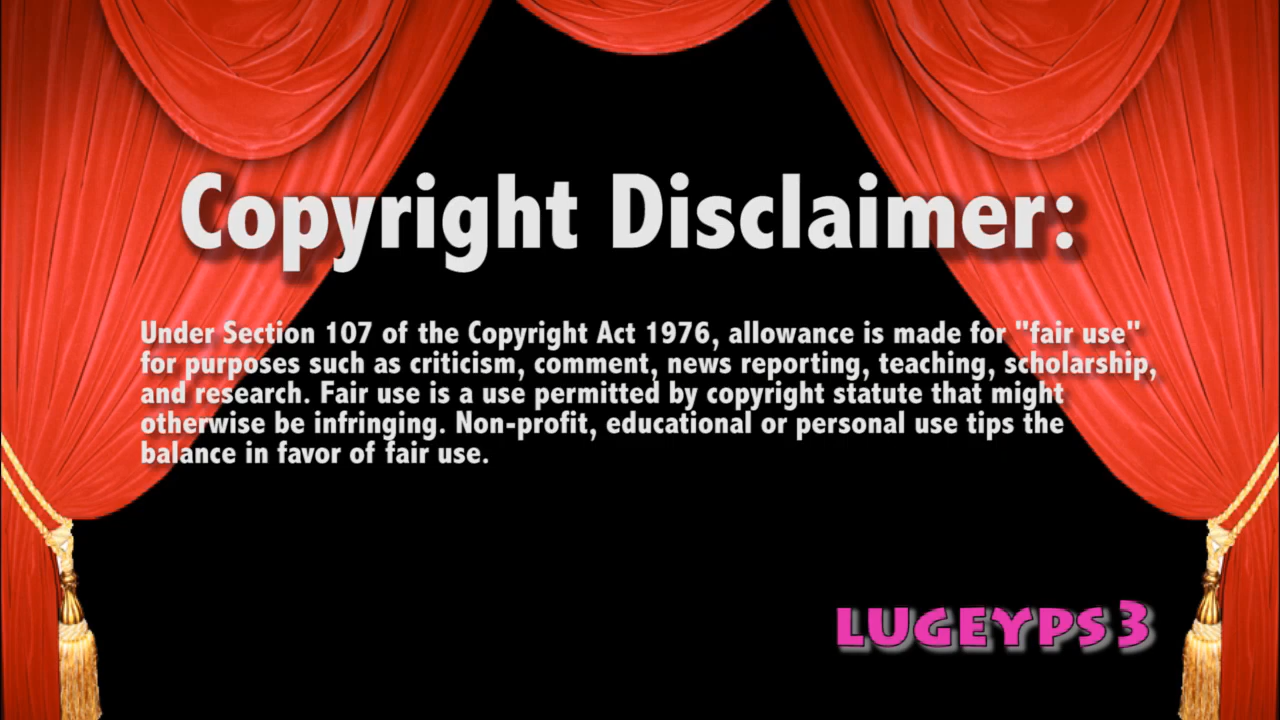 Copyright Disclaimer:
Under Section 107 of the Copyright Act 1976, allowance is made for "fair use"
for purposes such as criticism, comment, news reporting, teaching, scholarship,
and research. Fair use is a use permitted by copyright statute that might
otherwise be infringing. Non-profit, educational or personal use tips the
balance in favor of fair use.
LUGEYPS3